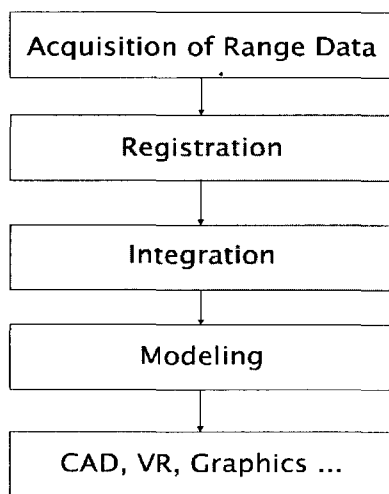 Acquisition of Range Data
Registration
Integration
Modeling
CAD, VR, Graphics ...